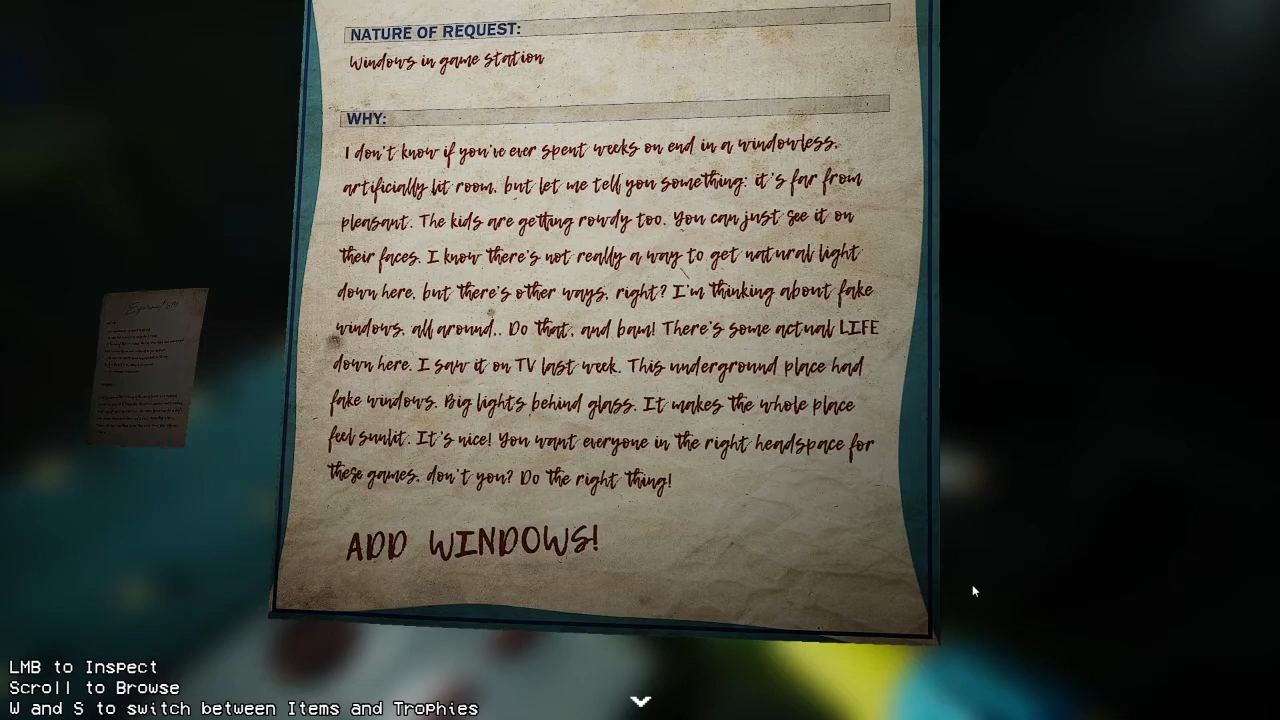 NATURE OF REQUEST:
Windows in game station
WHY:
I don't know if you've ever spent weeks on end in a windowless,
artificially lit room, but let me tell you something: it's far from
pleasant. The kids are getting rowdy too. You can just see it on
their faces. I know there's not really a way to get natural light
down here, but there's other ways, right? I'm thinking about fake
windows, all around.. Do that, and bam! There's some actual LIFE
down here. I saw it on TV last week. This underground place had
fake windows. Big lights behind glass. It makes the whole place
feel sunlit. It's nice! You want everyone in the right headspace for
these games, don't you? Do the right thing!
ADD WINDOWS!
LMB to Inspect
Scroll to Browse
W and S to switch between Items and Trophies